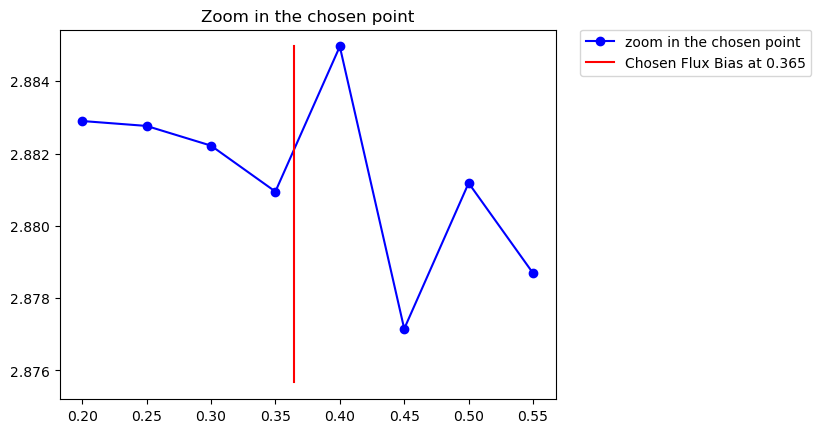 Zoom in the chosen point
zoom in the chosen point
Chosen Flux Bias at 0.365
2.884
2.882
2.880
2.878
2.876
0.20 0.25 0.30 0.35 0.40 0.45 0.50 0.55